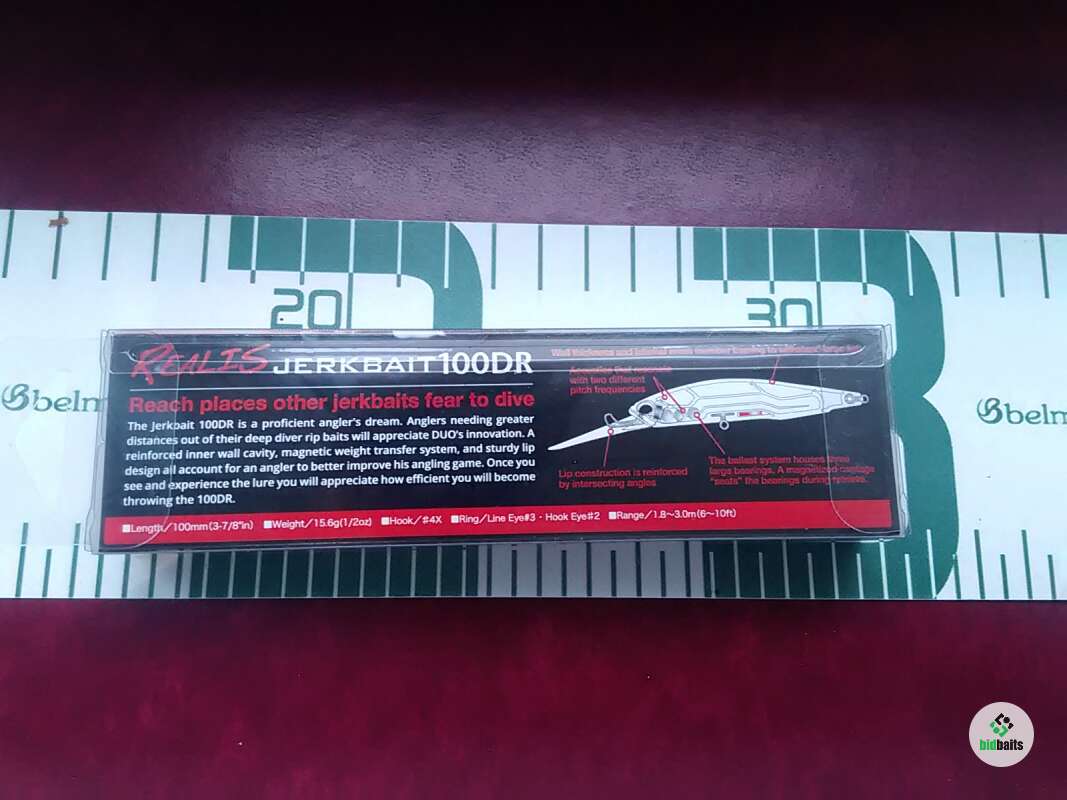 20
30
belm
REALIS JERKBAIT 100DR
Reach places other jerkbaits fear to dive
The Jerkbait 100DR is a proficient angler's dream. Anglers needing greater
distances out of their deep diver rip baits will appreciate DUO's innovation. A
reinforced inner wall cavity, magnetic weight transfer system, and sturdy lip
design all account for an angler to better improve his angling game. Once you
see and experience the lure you will appreciate how efficient you will become
throwing the 100DR.
Wall thickness and
with two different
pitch frequencies
Lip construction is reinforced
by intersecting angles
The ballast system houses three
large bearings. A magnetized
"seats" the bearings during
■Length/100mm(3-7/8"in) ■Weight/15.6g(1/2oz) ■Hook/#4X ■Ring/Line Eye#3・Hook Eye#2 ■Range/1.8~3.0m(6~10ft)
belm
bidbaits